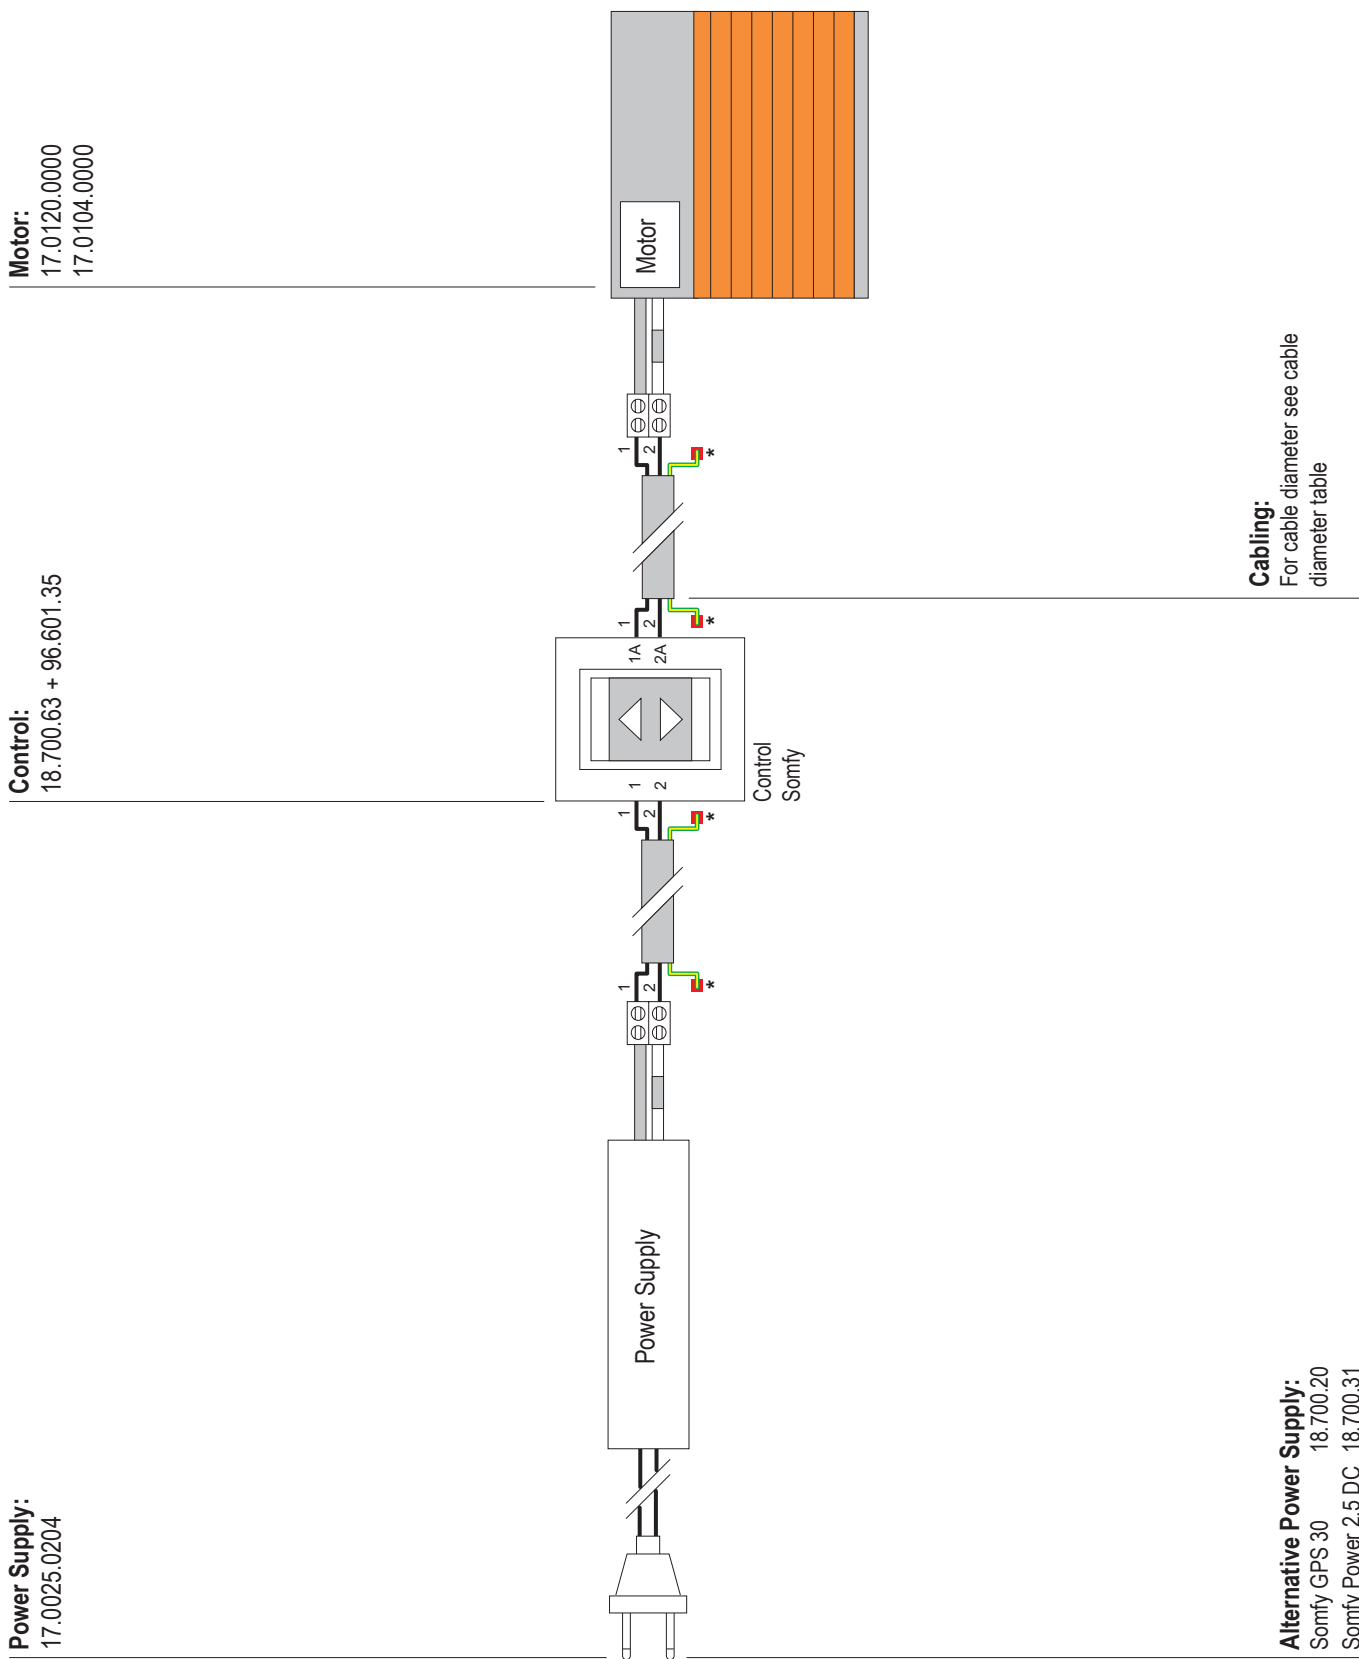 Power Supply:
17.0025.0204
Control:
18.700.63 + 96.601.35
Motor:
17.0120.0000
17.0104.0000
Power Supply
1
2
*
1
2
*
1
2
1A
2A
Control
Somfy
1
2
*
1
2
*
Motor
Alternative Power Supply:
Somfy GPS 30 18.700.20
Somfy Power 2.5 DC 18.700.31
Cabling:
For cable diameter see cable
diameter table